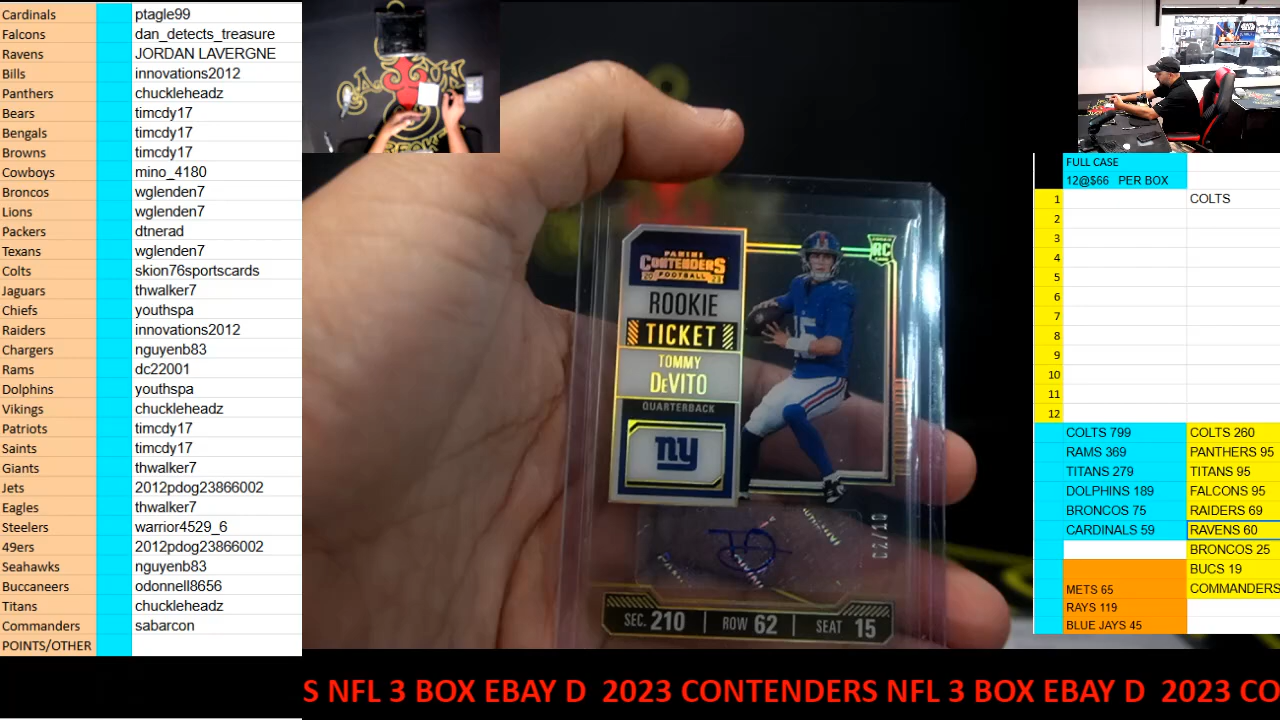 Cardinals ptagle99
Falcons dan_detects_treasure
Ravens JORDAN LAVERGNE
Bills innovations2012
Panthers chuckleheadz
Bears timcdy17
Bengals timcdy17
Browns timcdy17
Cowboys mino_4180
Broncos wglenden7
Lions wglenden7
Packers dtnerad
Texans wglenden7
Colts skion76sportscards
Jaguars thwalker7
Chiefs youthspa
Raiders innovations2012
Chargers nguyenb83
Rams dc22001
Dolphins youthspa
Vikings chuckleheadz
Patriots timcdy17
Saints timcdy17
Giants thwalker7
Jets 2012pdog23866002
Eagles thwalker7
Steelers warrior4529_6
49ers 2012pdog23866002
Seahawks nguyenb83
Buccaneers odonnell8656
Titans chuckleheadz
Commanders sabarcon
POINTS/OTHER
PANINI
CONTENDERS
20 FOOTBALL 23
ROOKIE
TICKET
TOMMY
DeVITO
QUARTERBACK
ny
RC
15
02/10
SEC. 210 | ROW 62 | SEAT 15
FULL CASE
12@$66 PER BOX
1 COLTS
2
3
4
5
6
7
8
9
10
11
12
COLTS 799 COLTS 260
RAMS 369 PANTHERS 95
TITANS 279 TITANS 95
DOLPHINS 189 FALCONS 95
BRONCOS 75 RAIDERS 69
CARDINALS 59 RAVENS 60
BRONCOS 25
BUCS 19
METS 65 COMMANDERS
RAYS 119
BLUE JAYS 45
S NFL 3 BOX EBAY D 2023 CONTENDERS NFL 3 BOX EBAY D 2023 CO